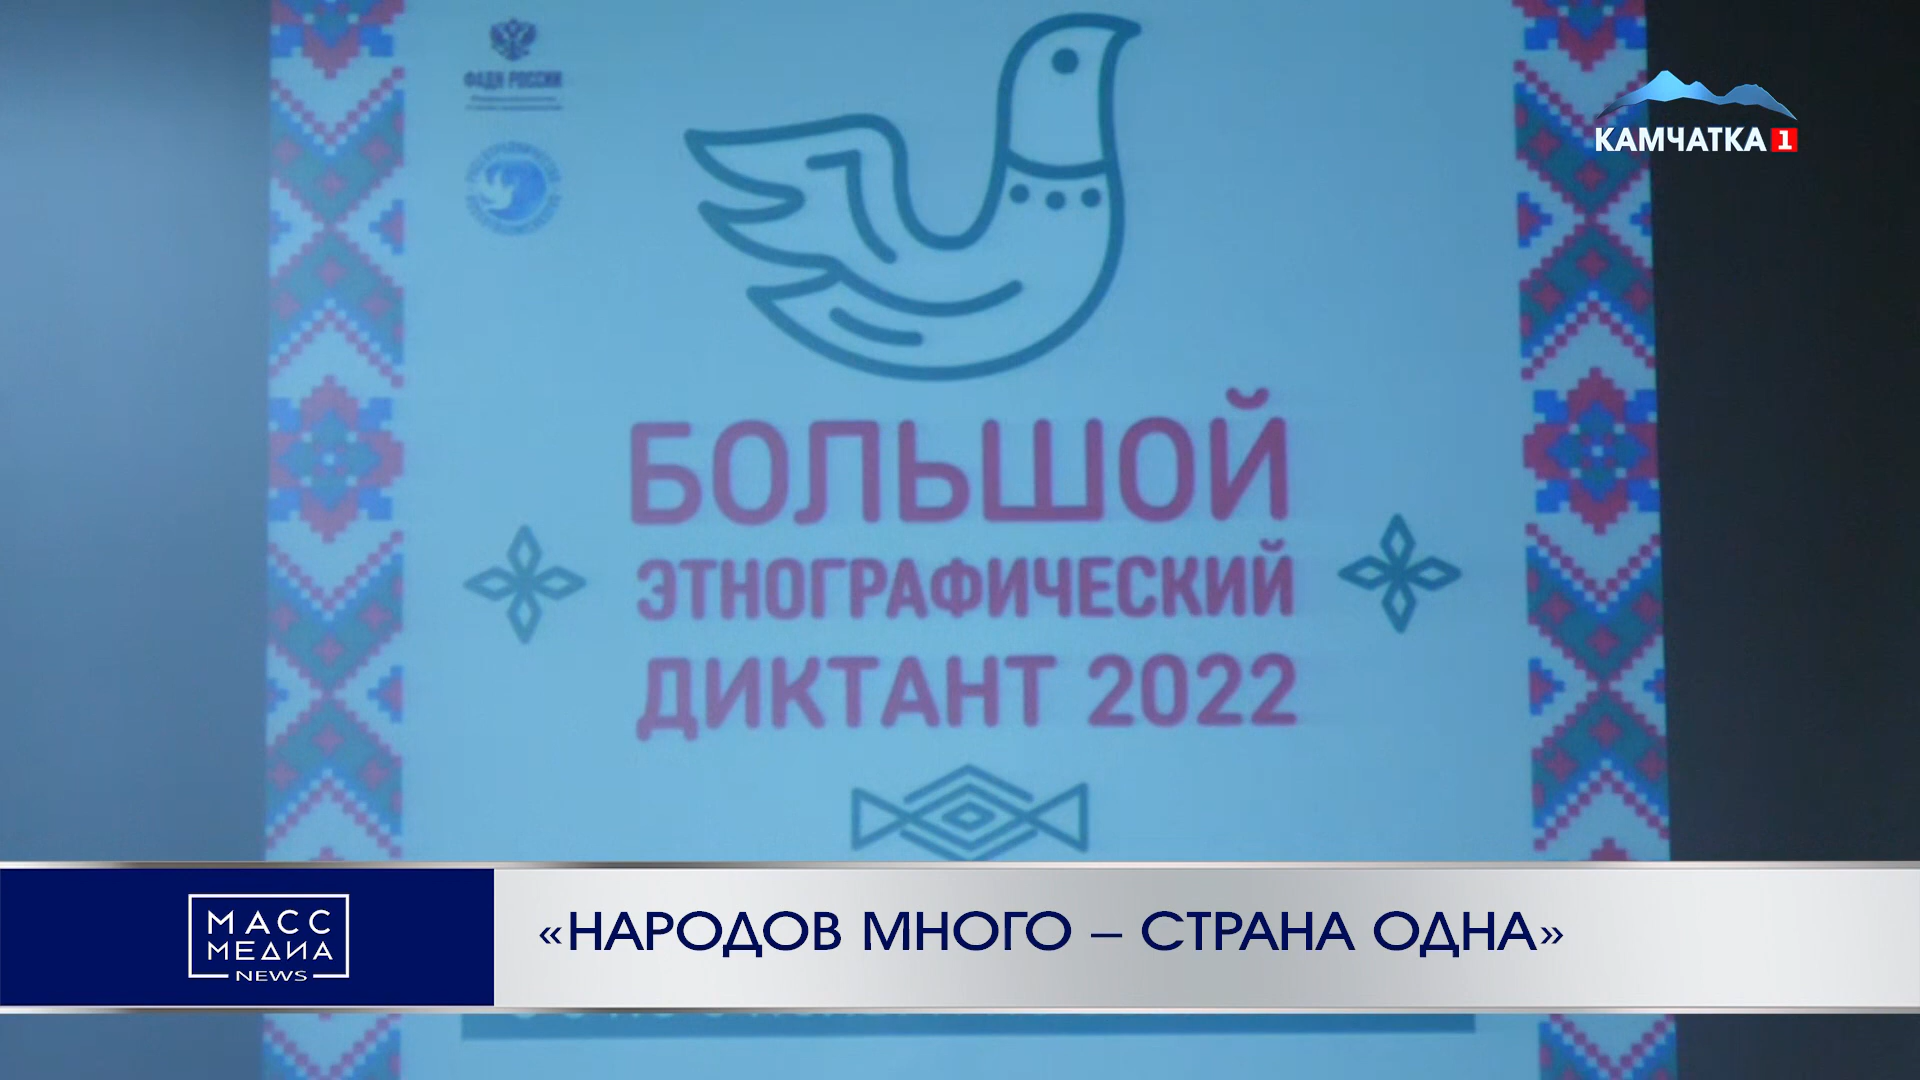 ФАДН РОССИИ
КАМЧАТКА 1
БОЛЬШОЙ
ЭТНОГРАФИЧЕСКИЙ
ДИКТАНТ 2022
МАСС
МЕДИА
NEWS
«НАРОДОВ МНОГО – СТРАНА ОДНА»